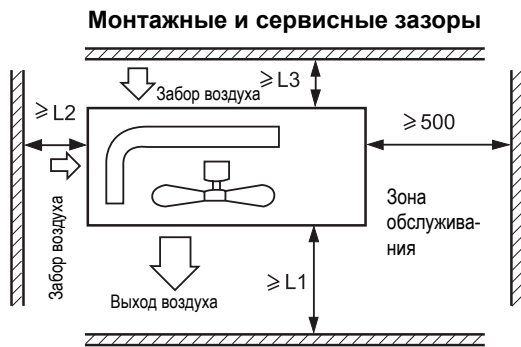 Монтажные и сервисные зазоры
Забор воздуха
≥ L3
≥ L2
≥ 500
Забор воздуха
Зона
обслужива-
ния
Выход воздуха
≥ L1